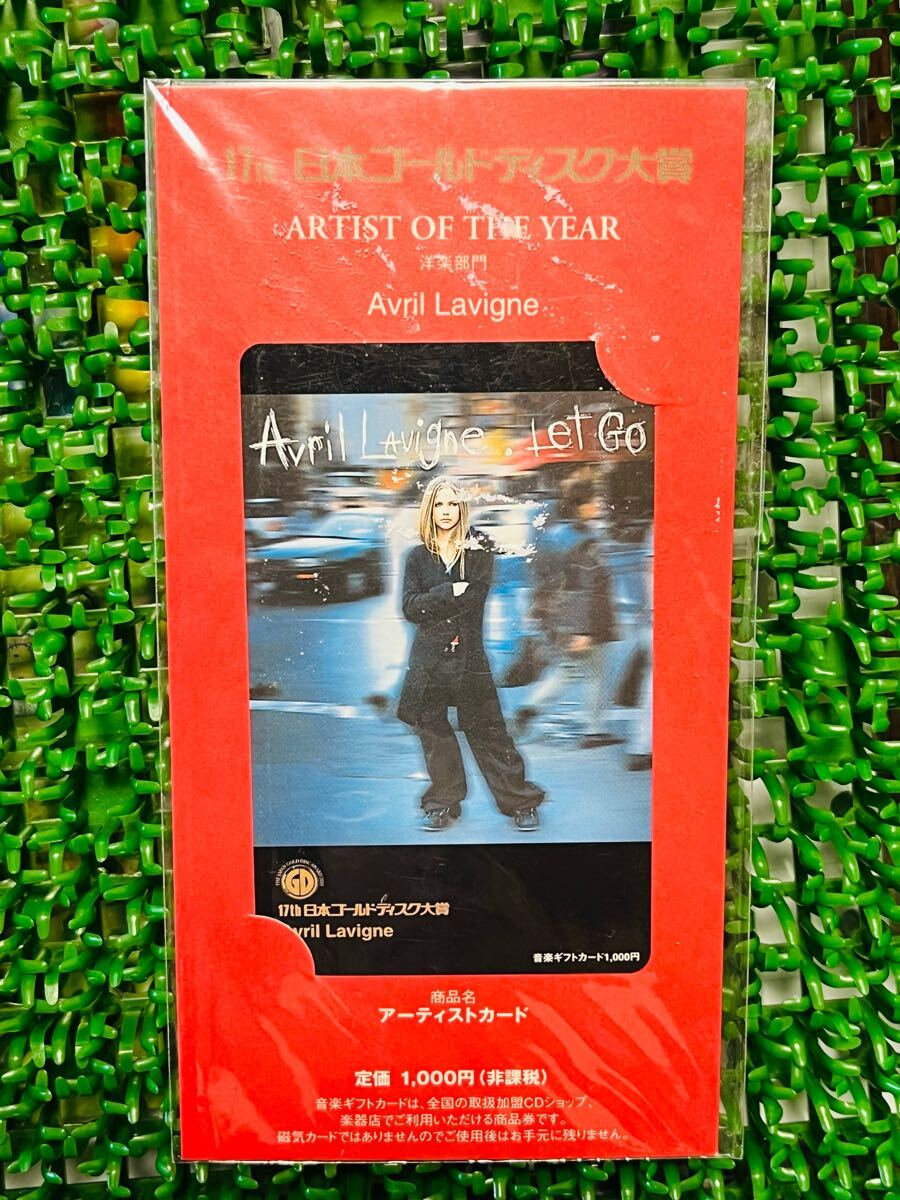 17th 日本ゴールドディスク大賞
ARTIST OF THE YEAR
洋楽部門
Avril Lavigne
Avril Lavigne. Let Go
GD
17th 日本ゴールドディスク大賞
vril Lavigne
音楽ギフトカード1,000円
商品名
アーティストカード
定価 1,000円(非課税)
音楽ギフトカードは、全国の取扱加盟CDショップ、
楽器店でご利用いただける商品券です。
磁気カードではありませんのでご使用後はお手元に残りません。